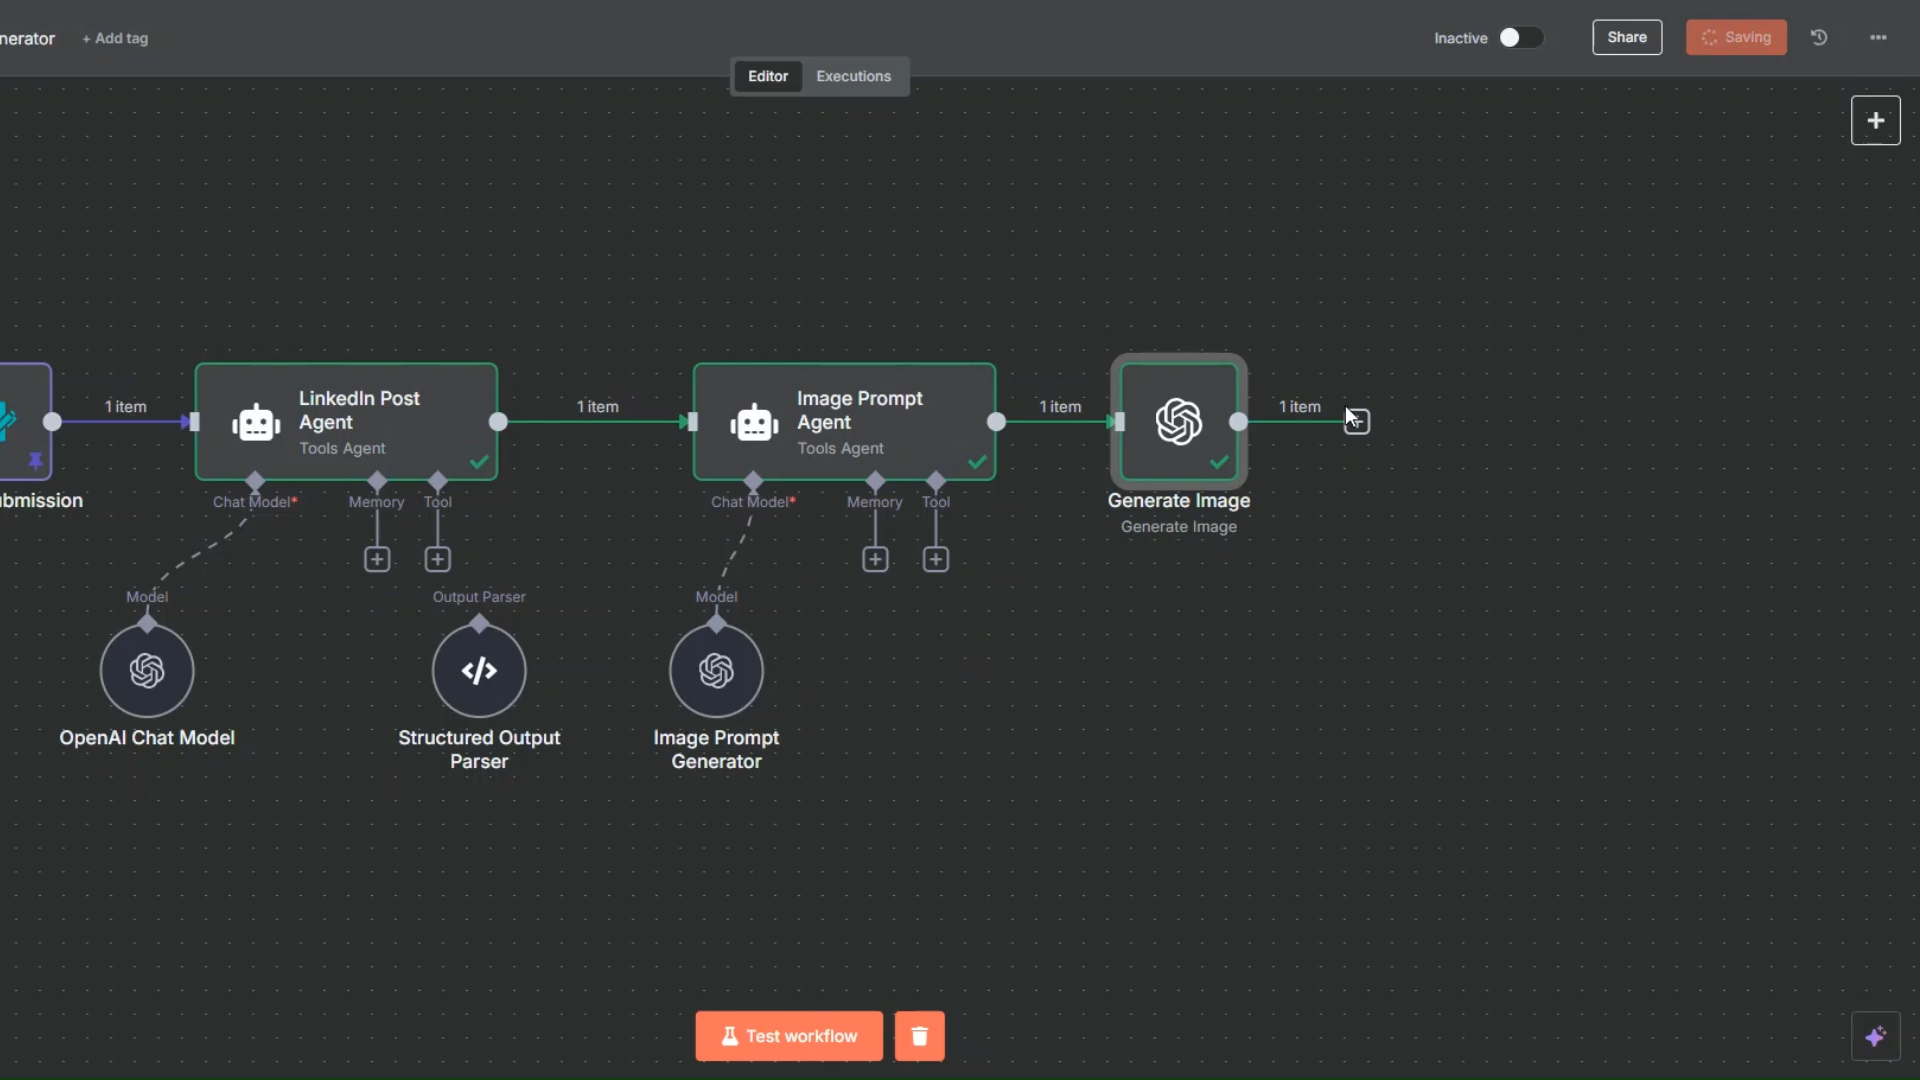 nerator
+ Add tag
Inactive
Share
Saving
Editor
Executions
1 item
LinkedIn Post
Agent
Tools Agent
1 item
Image Prompt
Agent
Tools Agent
1 item
1 item
ubmission
Chat Model*
Memory
Tool
Chat Model*
Memory
Tool
Generate Image
Generate Image
Model
Output Parser
Model
OpenAI Chat Model
Structured Output
Parser
Image Prompt
Generator
Test workflow